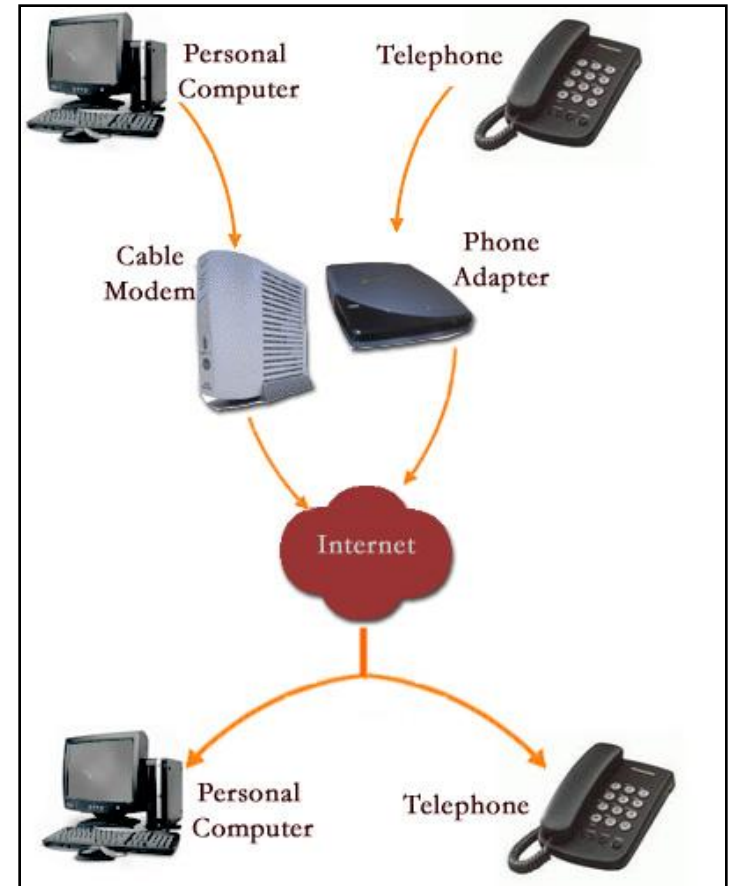 Personal
Computer
Telephone
Cable
Modem
Phone
Adapter
Internet
Personal
Computer
Telephone